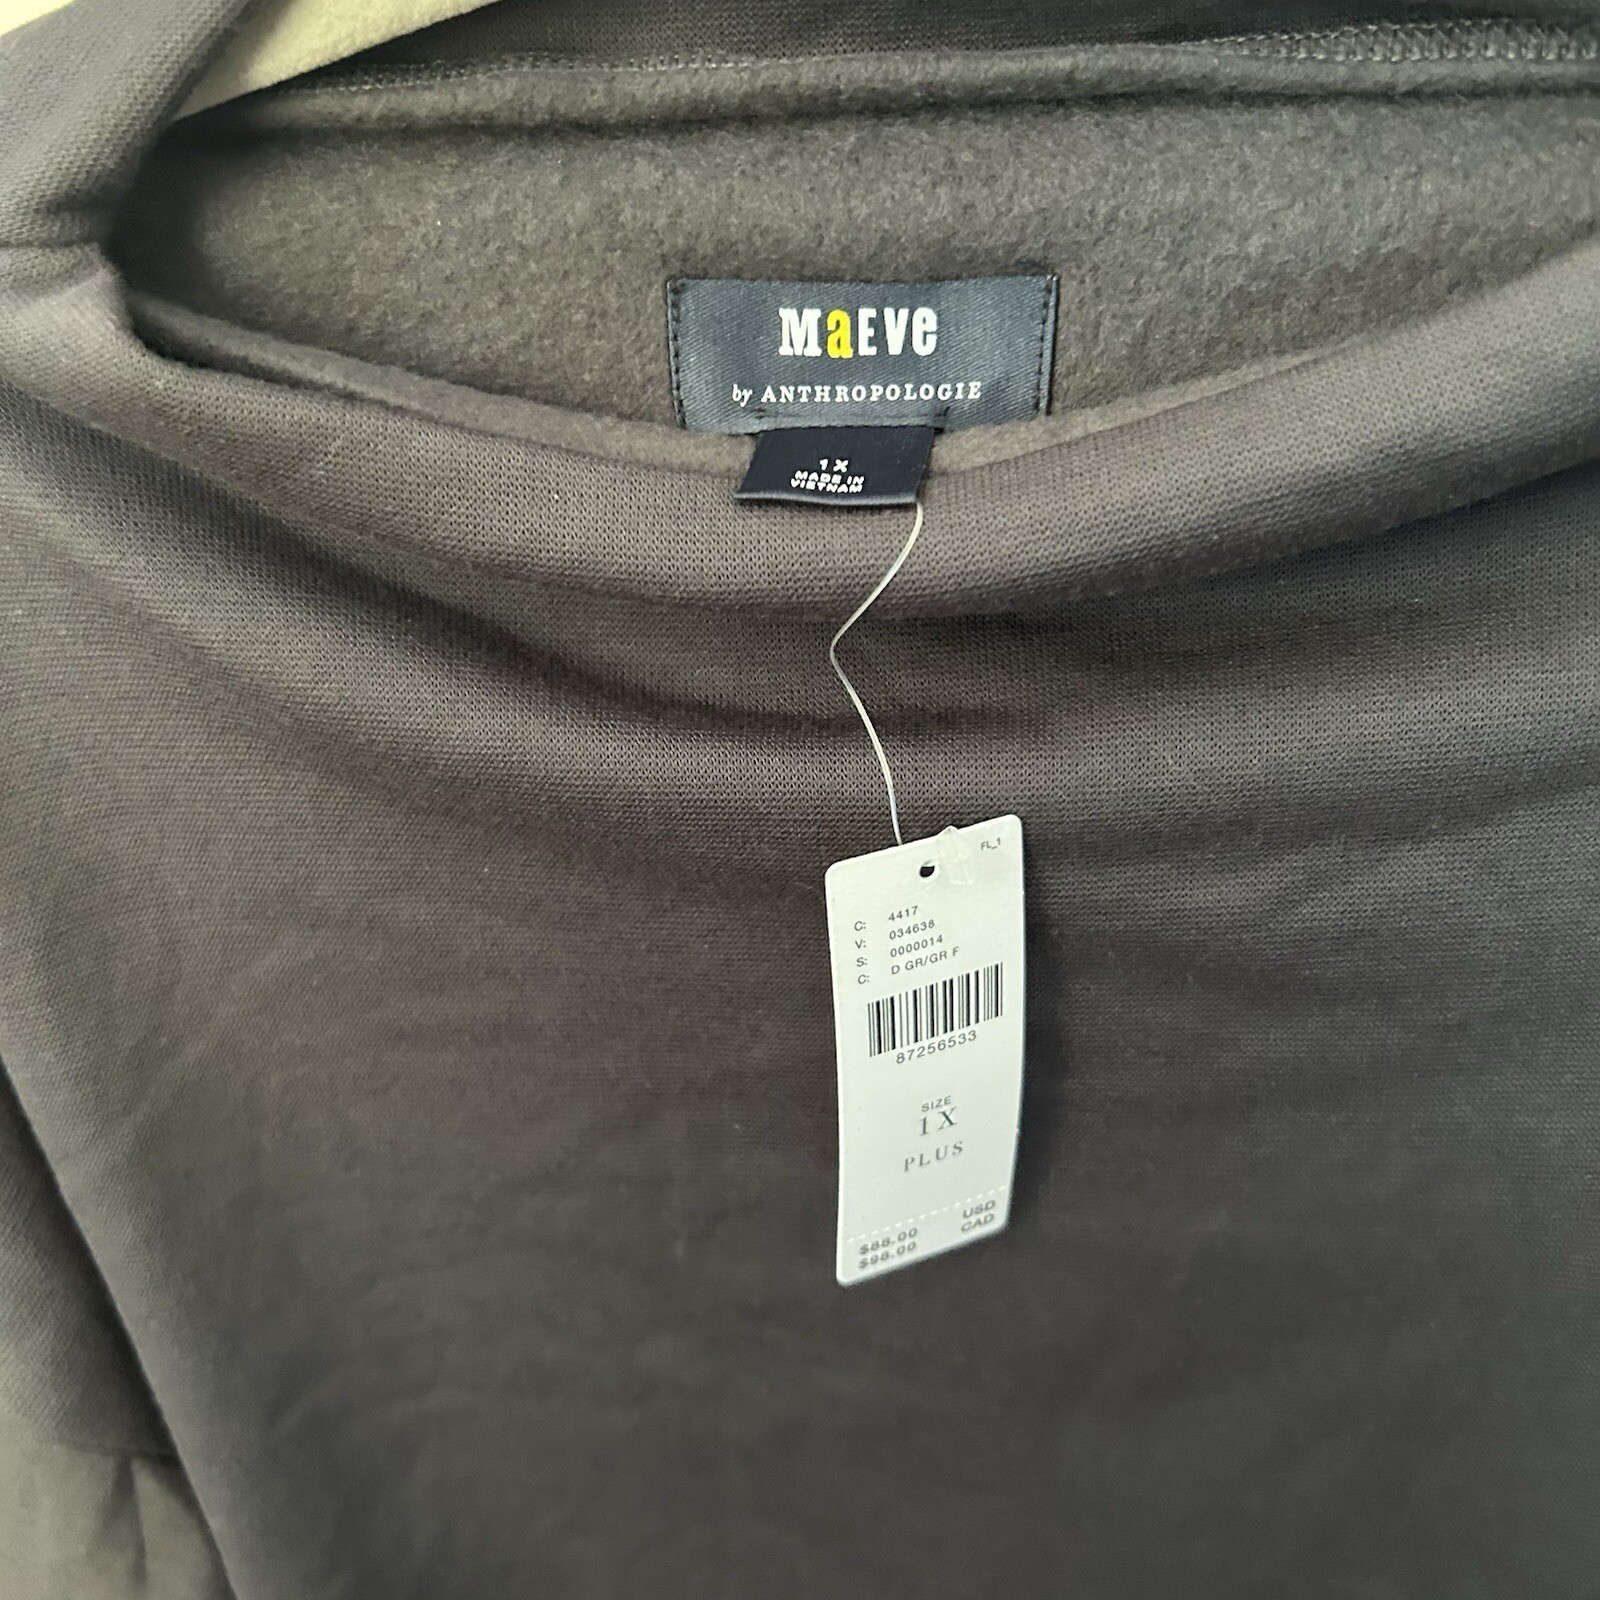 MaEVe
by ANTHROPOLOGIE
1X
MADE IN
VIETNAM
FL_1
C: 4417
V: 034638
S: 0000014
C: D GR/GR F
87256533
SIZE
1X
PLUS
$88.00 USD
$98.00 CAD